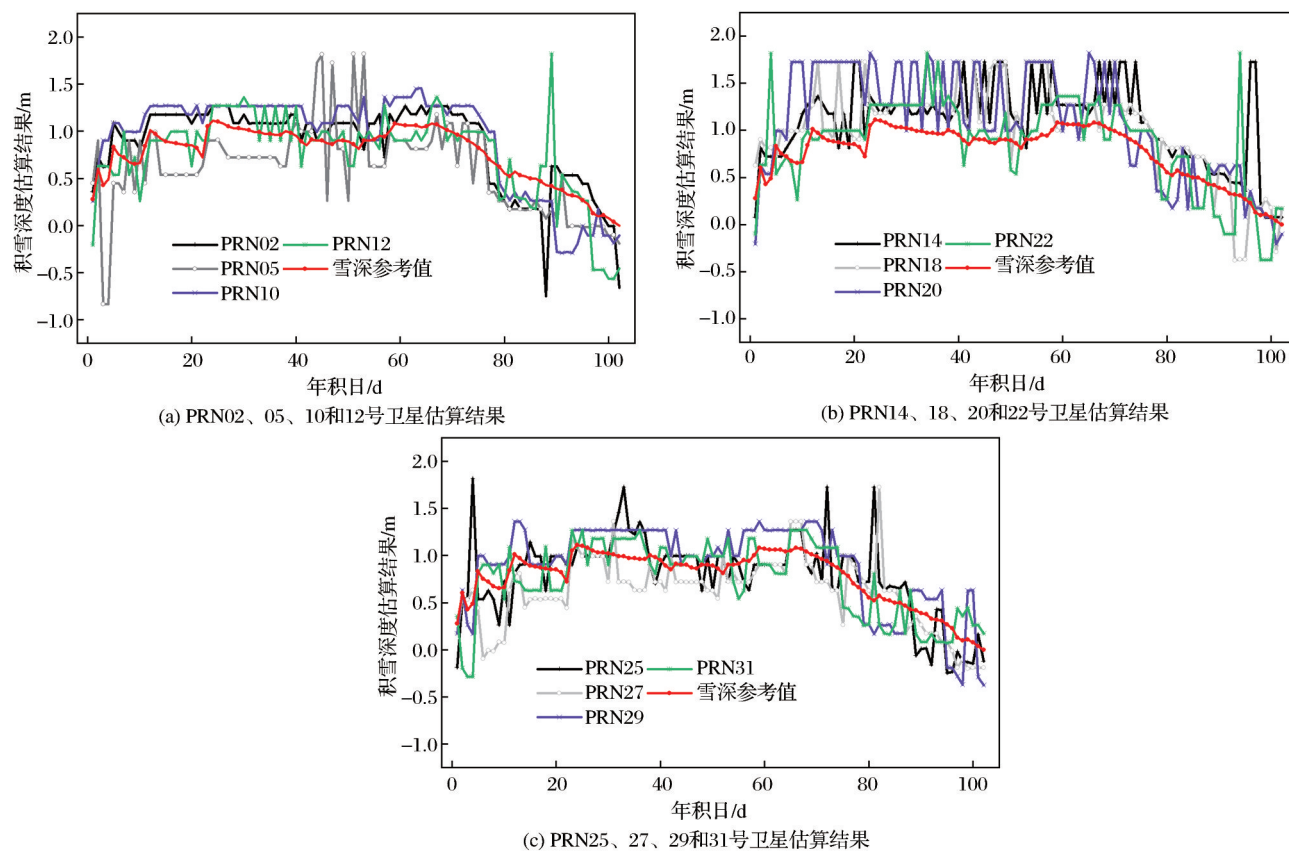 2.0
1.5
1.0
0.5
0.0
−0.5
−1.0
积雪深度估算结果/m
PRN02
PRN12
PRN05
雪深参考值
PRN10
0
20
40
60
80
100
年积日/d
(a) PRN02、05、10和12号卫星估算结果
2.0
1.5
1.0
0.5
0.0
−0.5
−1.0
积雪深度估算结果/m
PRN14
PRN22
PRN18
雪深参考值
PRN20
0
20
40
60
80
100
年积日/d
(b) PRN14、18、20和22号卫星估算结果
2.0
1.5
1.0
0.5
0.0
−0.5
−1.0
积雪深度估算结果/m
PRN25
PRN31
PRN27
雪深参考值
PRN29
0
20
40
60
80
100
年积日/d
(c) PRN25、27、29和31号卫星估算结果